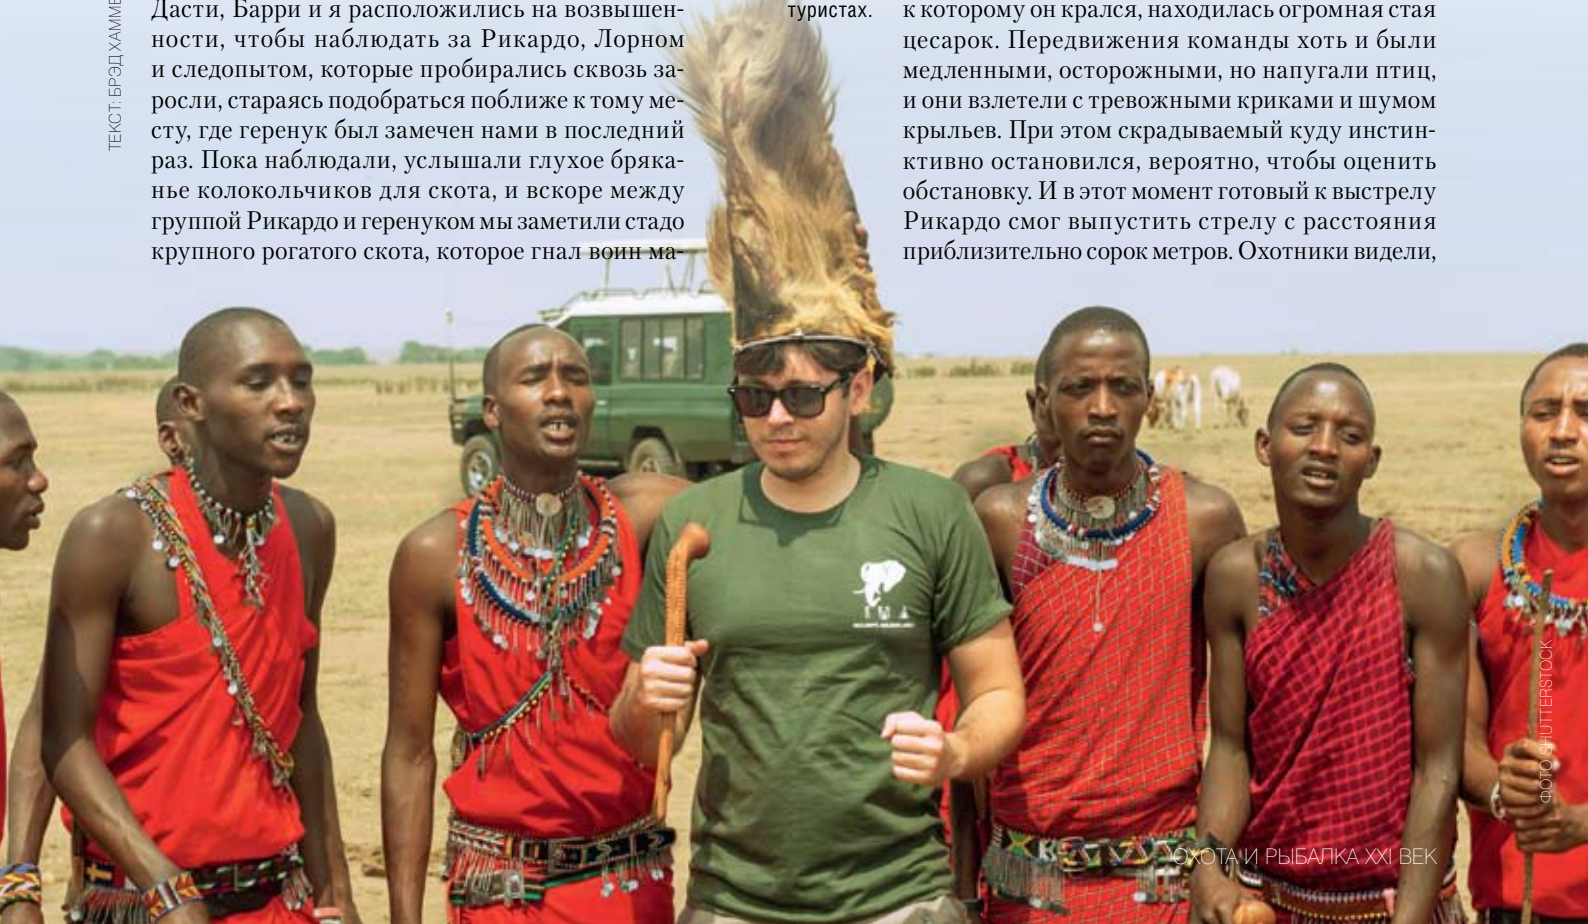 ТЕКСТ: БРЭД ХАММЕ
Дасти, Барри и я расположились на возвышен-
ности, чтобы наблюдать за Рикардо, Лорном
и следопытом, которые пробирались сквозь за-
росли, стараясь подобраться поближе к тому ме-
сту, где геренук был замечен нами в последний
раз. Пока наблюдали, услышали глухое бряка-
нье колокольчиков для скота, и вскоре между
группой Рикардо и геренуком мы заметили стадо
крупного рогатого скота, которое гнал воин ма-
туристах.
к которому он крался, находилась огромная стая
цесарок. Передвижения команды хоть и были
медленными, осторожными, но напугали птиц,
и они взлетели с тревожными криками и шумом
крыльев. При этом скрадываемый куду инстин-
ктивно остановился, вероятно, чтобы оценить
обстановку. И в этот момент готовый к выстрелу
Рикардо смог выпустить стрелу с расстояния
приблизительно сорок метров. Охотники видели,
ФОТО SHUTTERSTOCK
ОХОТА И РЫБАЛКА XXI ВЕК